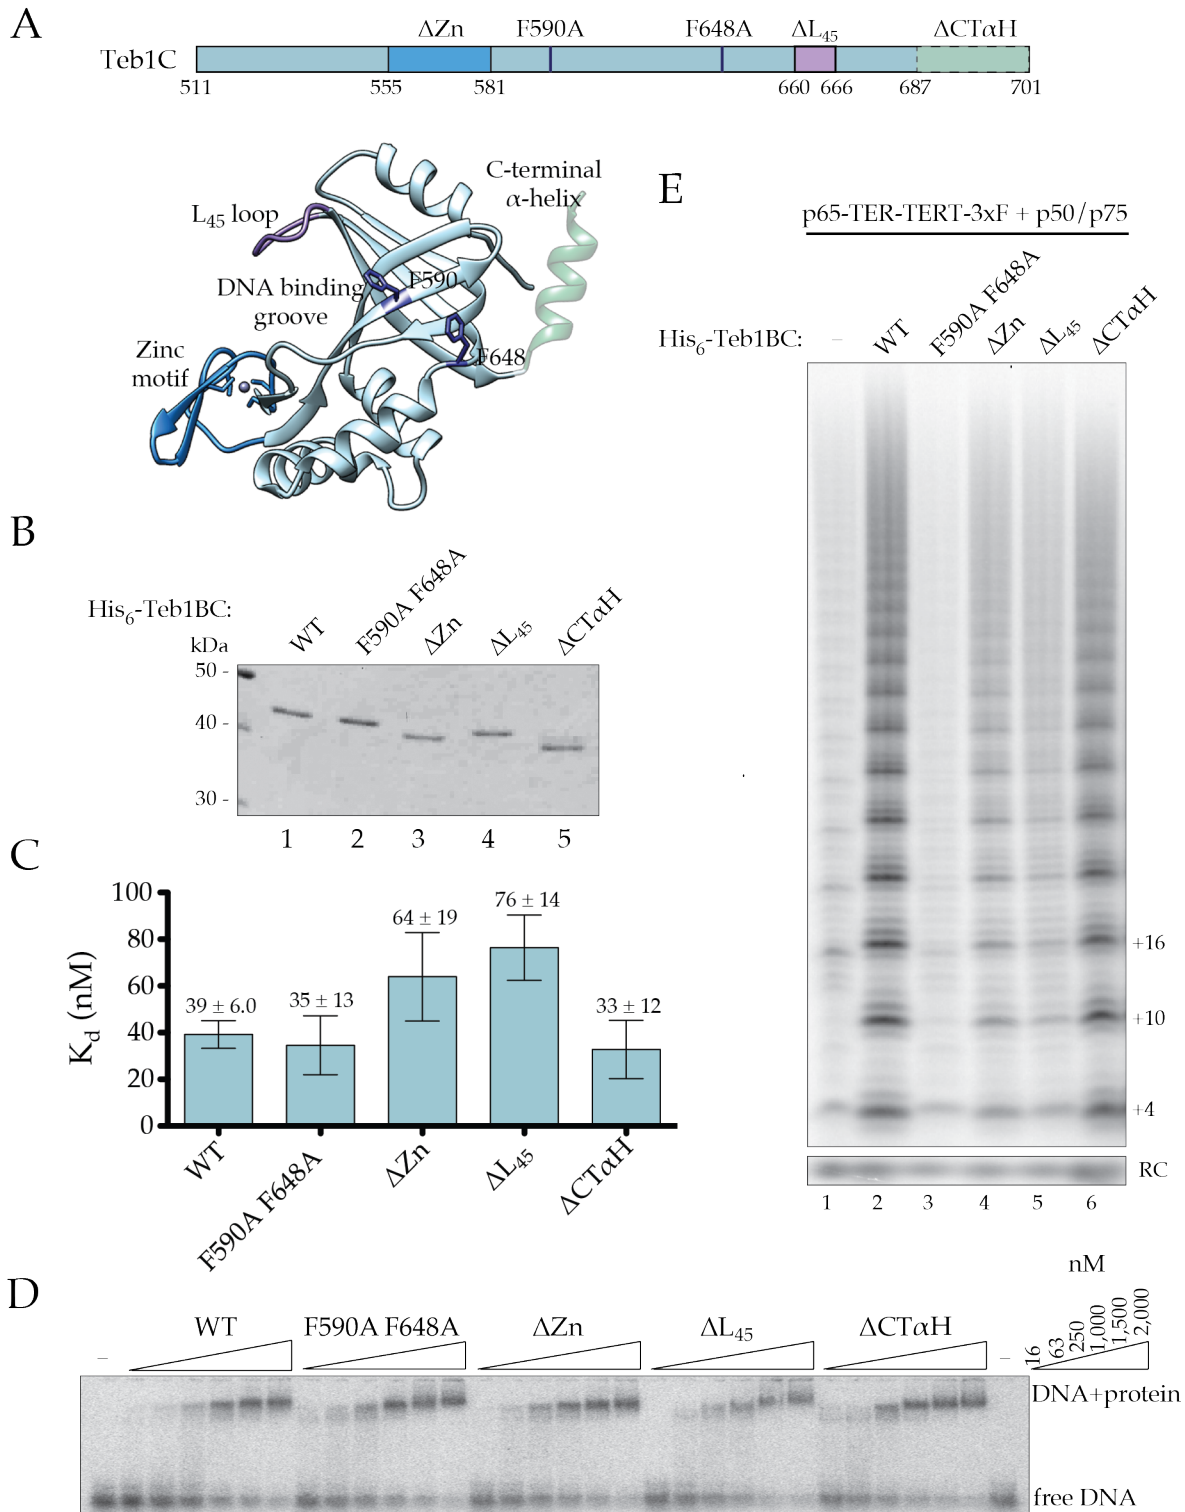 A
ΔZn F590A F648A ΔL45 ΔCTαH
Teb1C
511 555 581 660 666 687 701
C-terminal
α-helix
L45 loop
DNA binding
groove
F590
F648
Zinc
motif
B
His6-Teb1BC:
WT
F590A F648A
ΔZn
ΔL45
ΔCTαH
kDa
50 -
40 -
30 -
1 2 3 4 5
C
Kd (nM)
100
80
60
40
20
0
39 ± 6.0
35 ± 13
64 ± 19
76 ± 14
33 ± 12
WT
F590A F648A
ΔZn
ΔL45
ΔCTαH
E
p65-TER-TERT-3xF + p50/p75
His6-Teb1BC:
–
WT
F590A F648A
ΔZn
ΔL45
ΔCTαH
+16
+10
+4
RC
1 2 3 4 5 6
D
– WT F590A F648A ΔZn ΔL45 ΔCTαH –
nM
16
63
250
1,000
1,500
2,000
DNA+protein
free DNA